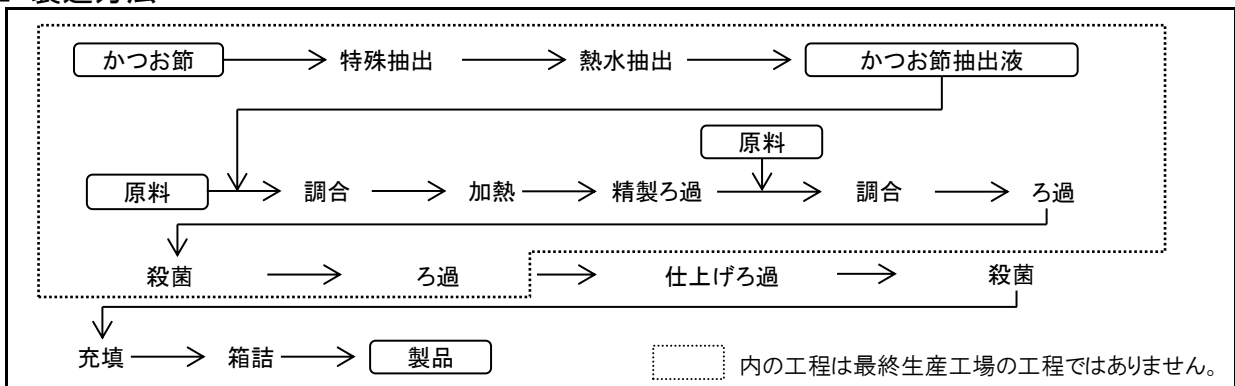 かつお節 特殊抽出 熱水抽出 かつお節抽出液
原料
原料 調合 加熱 精製ろ過 調合 ろ過
殺菌 ろ過 仕上げろ過 殺菌
充填 箱詰 製品
内の工程は最終生産工場の工程ではありません。